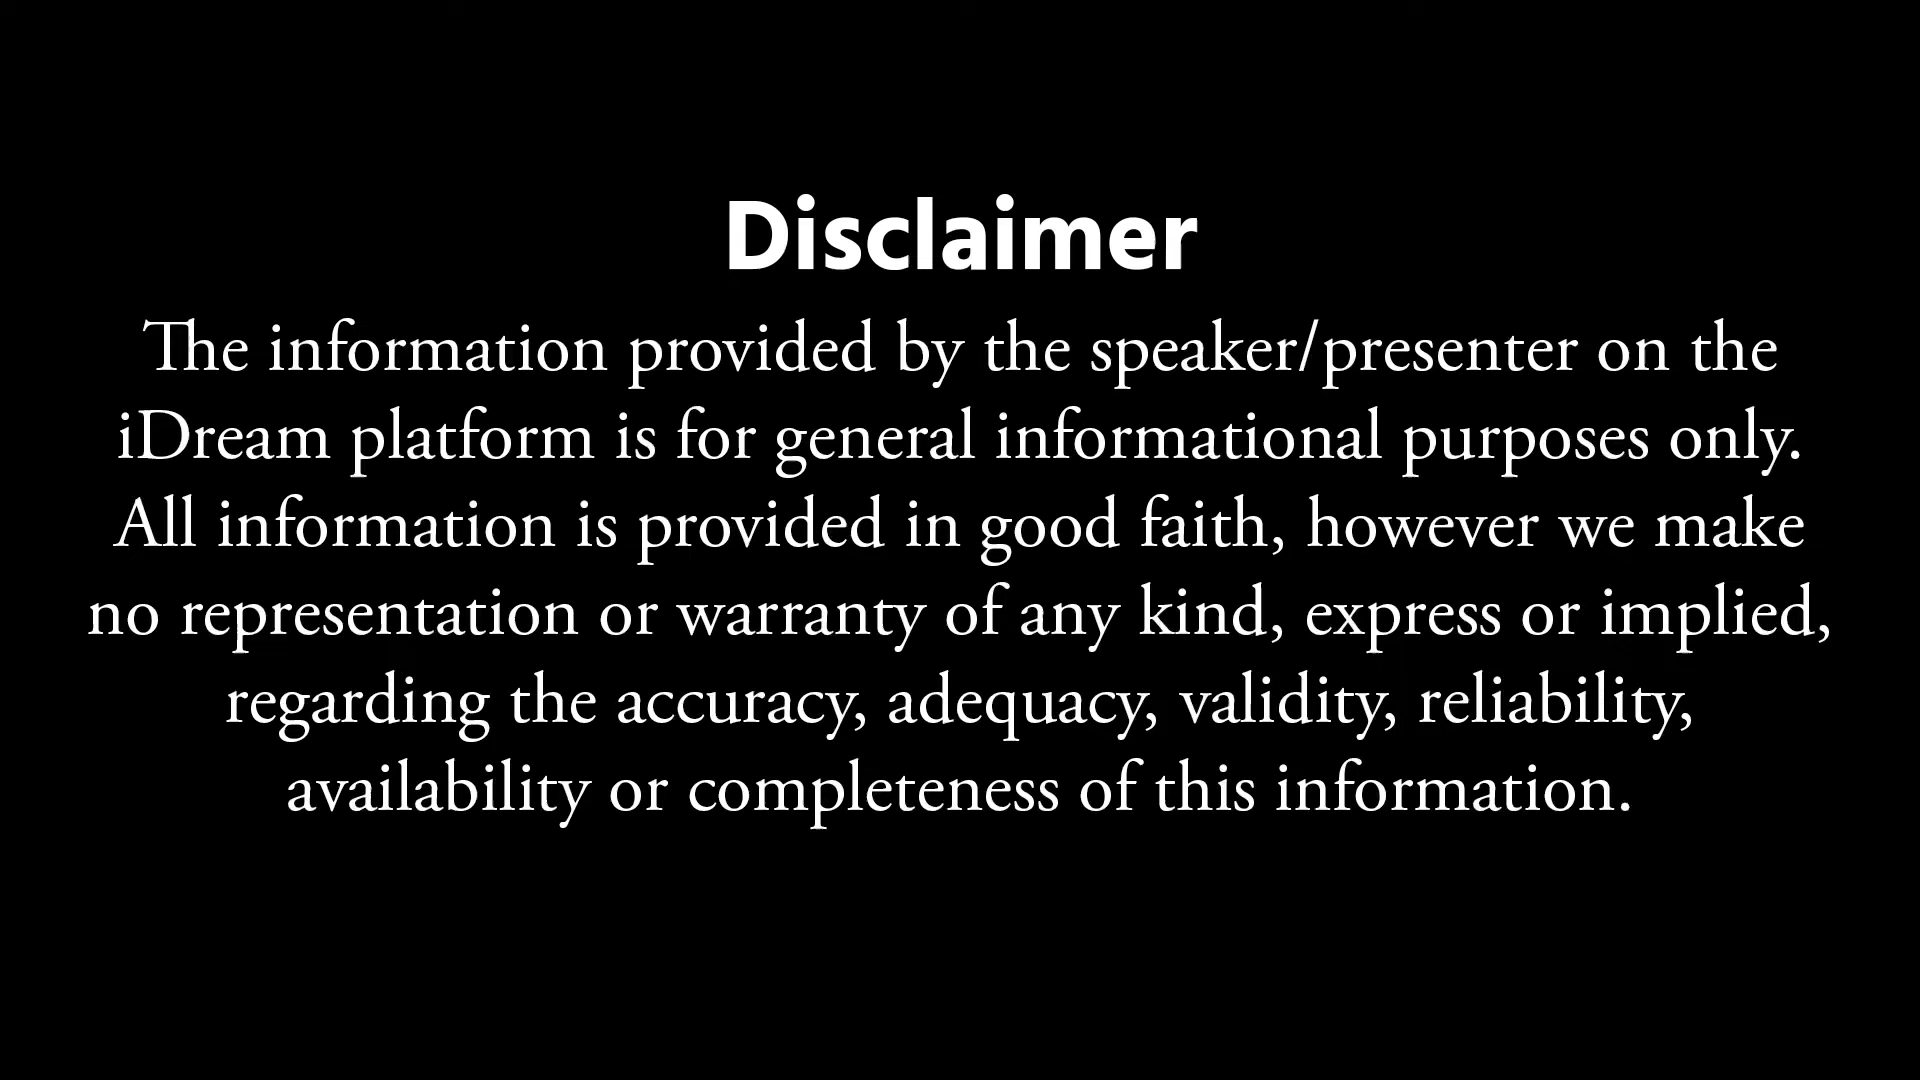 Disclaimer
The information provided by the speaker/presenter on the
iDream platform is for general informational purposes only.
All information is provided in good faith, however we make
no representation or warranty of any kind, express or implied,
regarding the accuracy, adequacy, validity, reliability,
availability or completeness of this information.